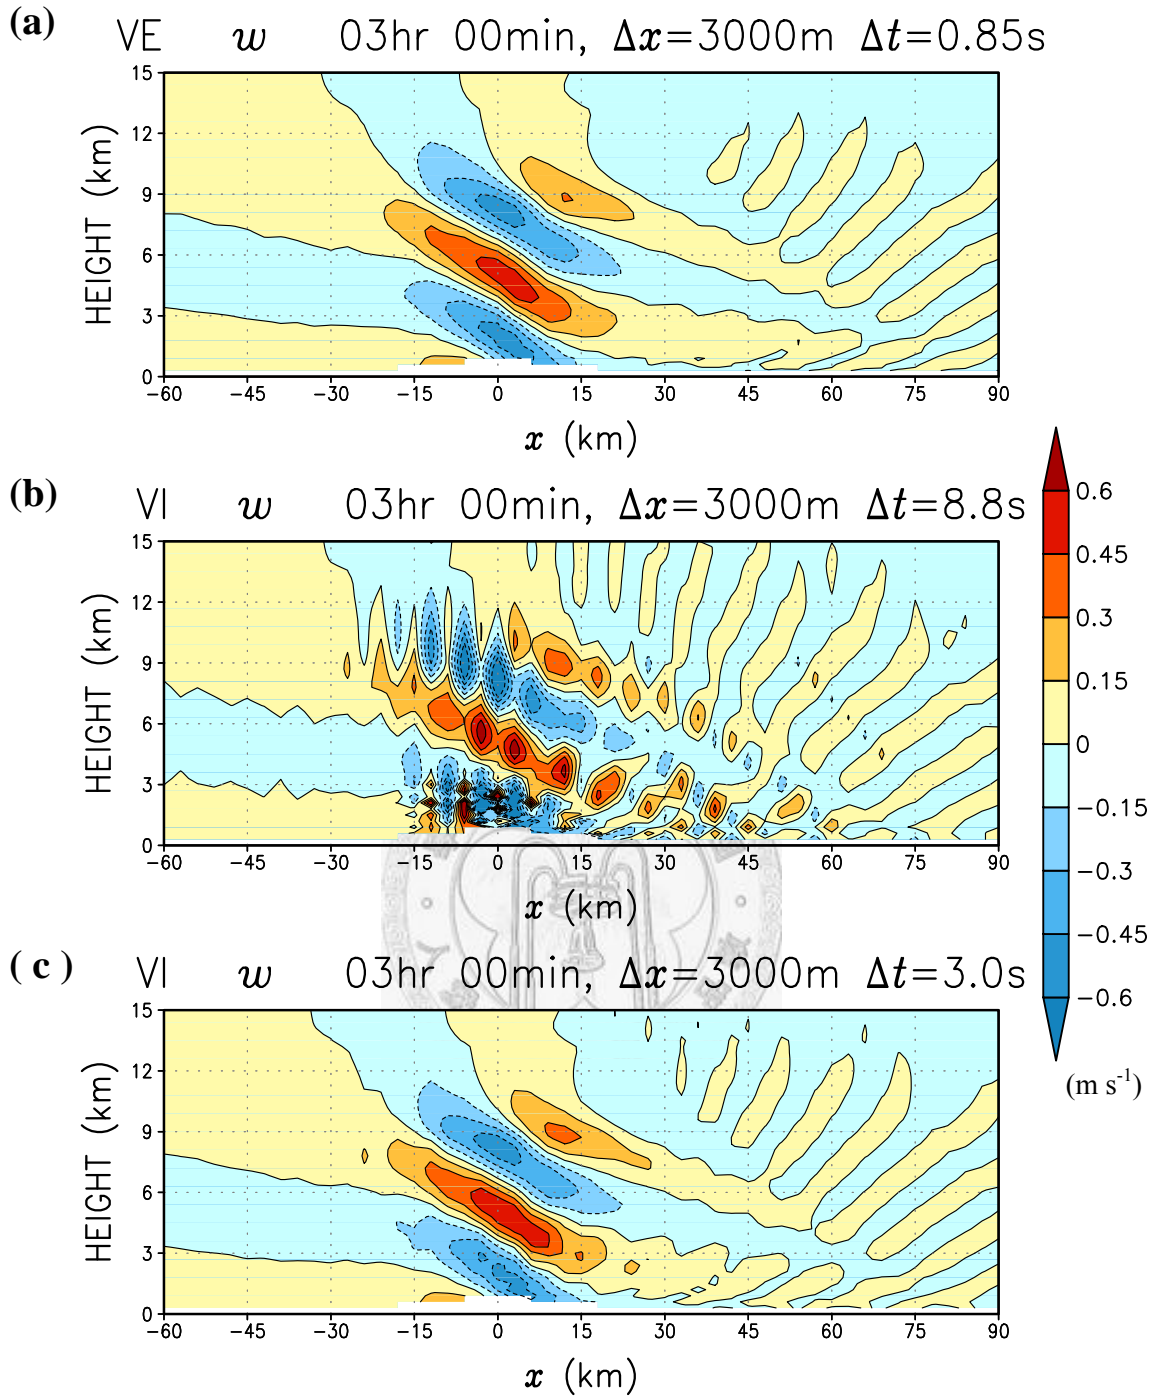 (a)
VE w 03hr 00min, Δx=3000m Δt=0.85s
15
12
9
6
3
0
HEIGHT (km)
-60 -45 -30 -15 0 15 30 45 60 75 90
x (km)
(b)
VI w 03hr 00min, Δx=3000m Δt=8.8s
15
12
9
6
3
0
HEIGHT (km)
-60 -45 -30 -15 0 15 30 45 60 75 90
x (km)
( c )
VI w 03hr 00min, Δx=3000m Δt=3.0s
15
12
9
6
3
0
HEIGHT (km)
-60 -45 -30 -15 0 15 30 45 60 75 90
x (km)
0.6
0.45
0.3
0.15
0
-0.15
-0.3
-0.45
-0.6
(m s⁻¹)